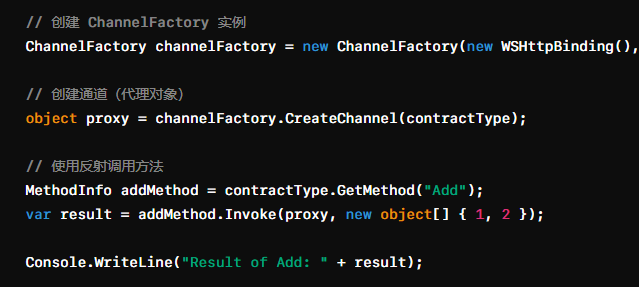 // 创建 ChannelFactory 实例
ChannelFactory channelFactory = new ChannelFactory(new WSHttpBinding(),
// 创建通道（代理对象）
object proxy = channelFactory.CreateChannel(contractType);
// 使用反射调用方法
MethodInfo addMethod = contractType.GetMethod("Add");
var result = addMethod.Invoke(proxy, new object[] { 1, 2 });
Console.WriteLine("Result of Add: " + result);